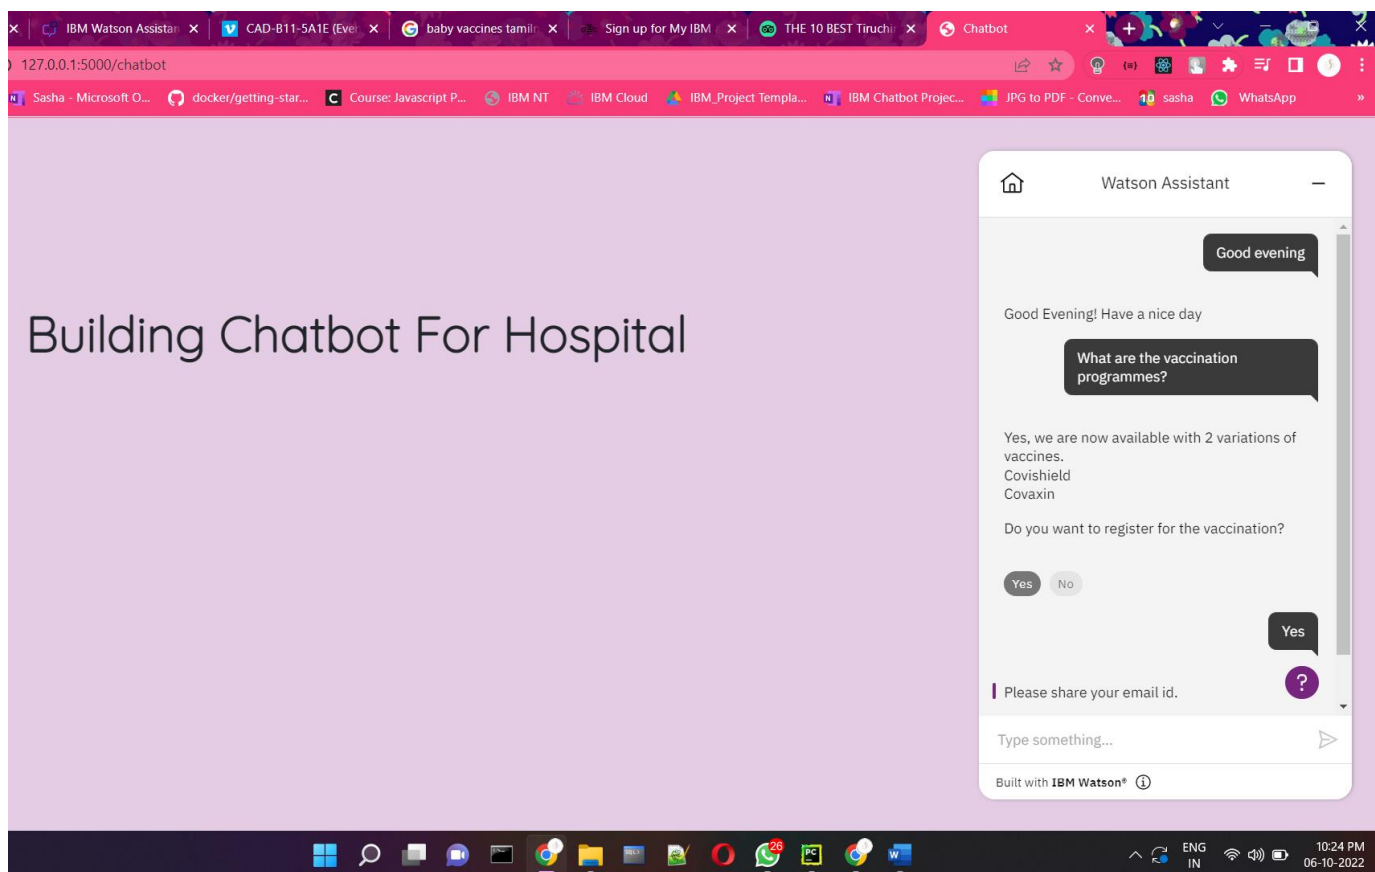 IBM Watson Assistan
CAD-B11-5A1E (Eve
baby vaccines tamil
Sign up for My IBM
THE 10 BEST Tiruchi
Chatbot
127.0.0.1:5000/chatbot
Sasha - Microsoft O...
docker/getting-star...
Course: Javascript P...
IBM NT
IBM Cloud
IBM_Project Templa...
IBM Chatbot Projec...
JPG to PDF - Conve...
sasha
WhatsApp
»
Building Chatbot For Hospital
Watson Assistant
Good evening
Good Evening! Have a nice day
What are the vaccination
programmes?
Yes, we are now available with 2 variations of
vaccines.
Covishield
Covaxin
Do you want to register for the vaccination?
Yes No
Yes
Please share your email id.
?
Type something...
Built with IBM Watson®
26
ENG
IN
10:24 PM
06-10-2022